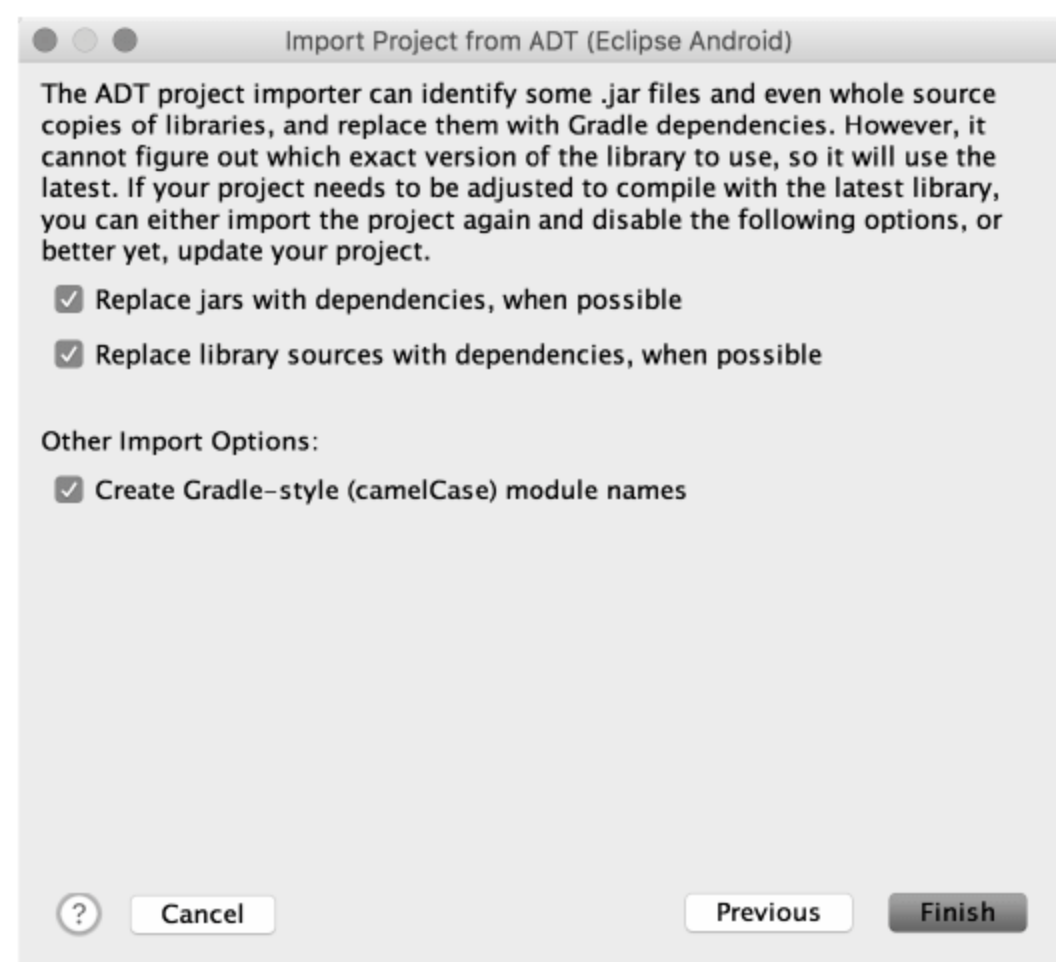 Import Project from ADT (Eclipse Android)
The ADT project importer can identify some .jar files and even whole source
copies of libraries, and replace them with Gradle dependencies. However, it
cannot figure out which exact version of the library to use, so it will use the
latest. If your project needs to be adjusted to compile with the latest library,
you can either import the project again and disable the following options, or
better yet, update your project.
Replace jars with dependencies, when possible
Replace library sources with dependencies, when possible
Other Import Options:
Create Gradle-style (camelCase) module names
? Cancel Previous Finish